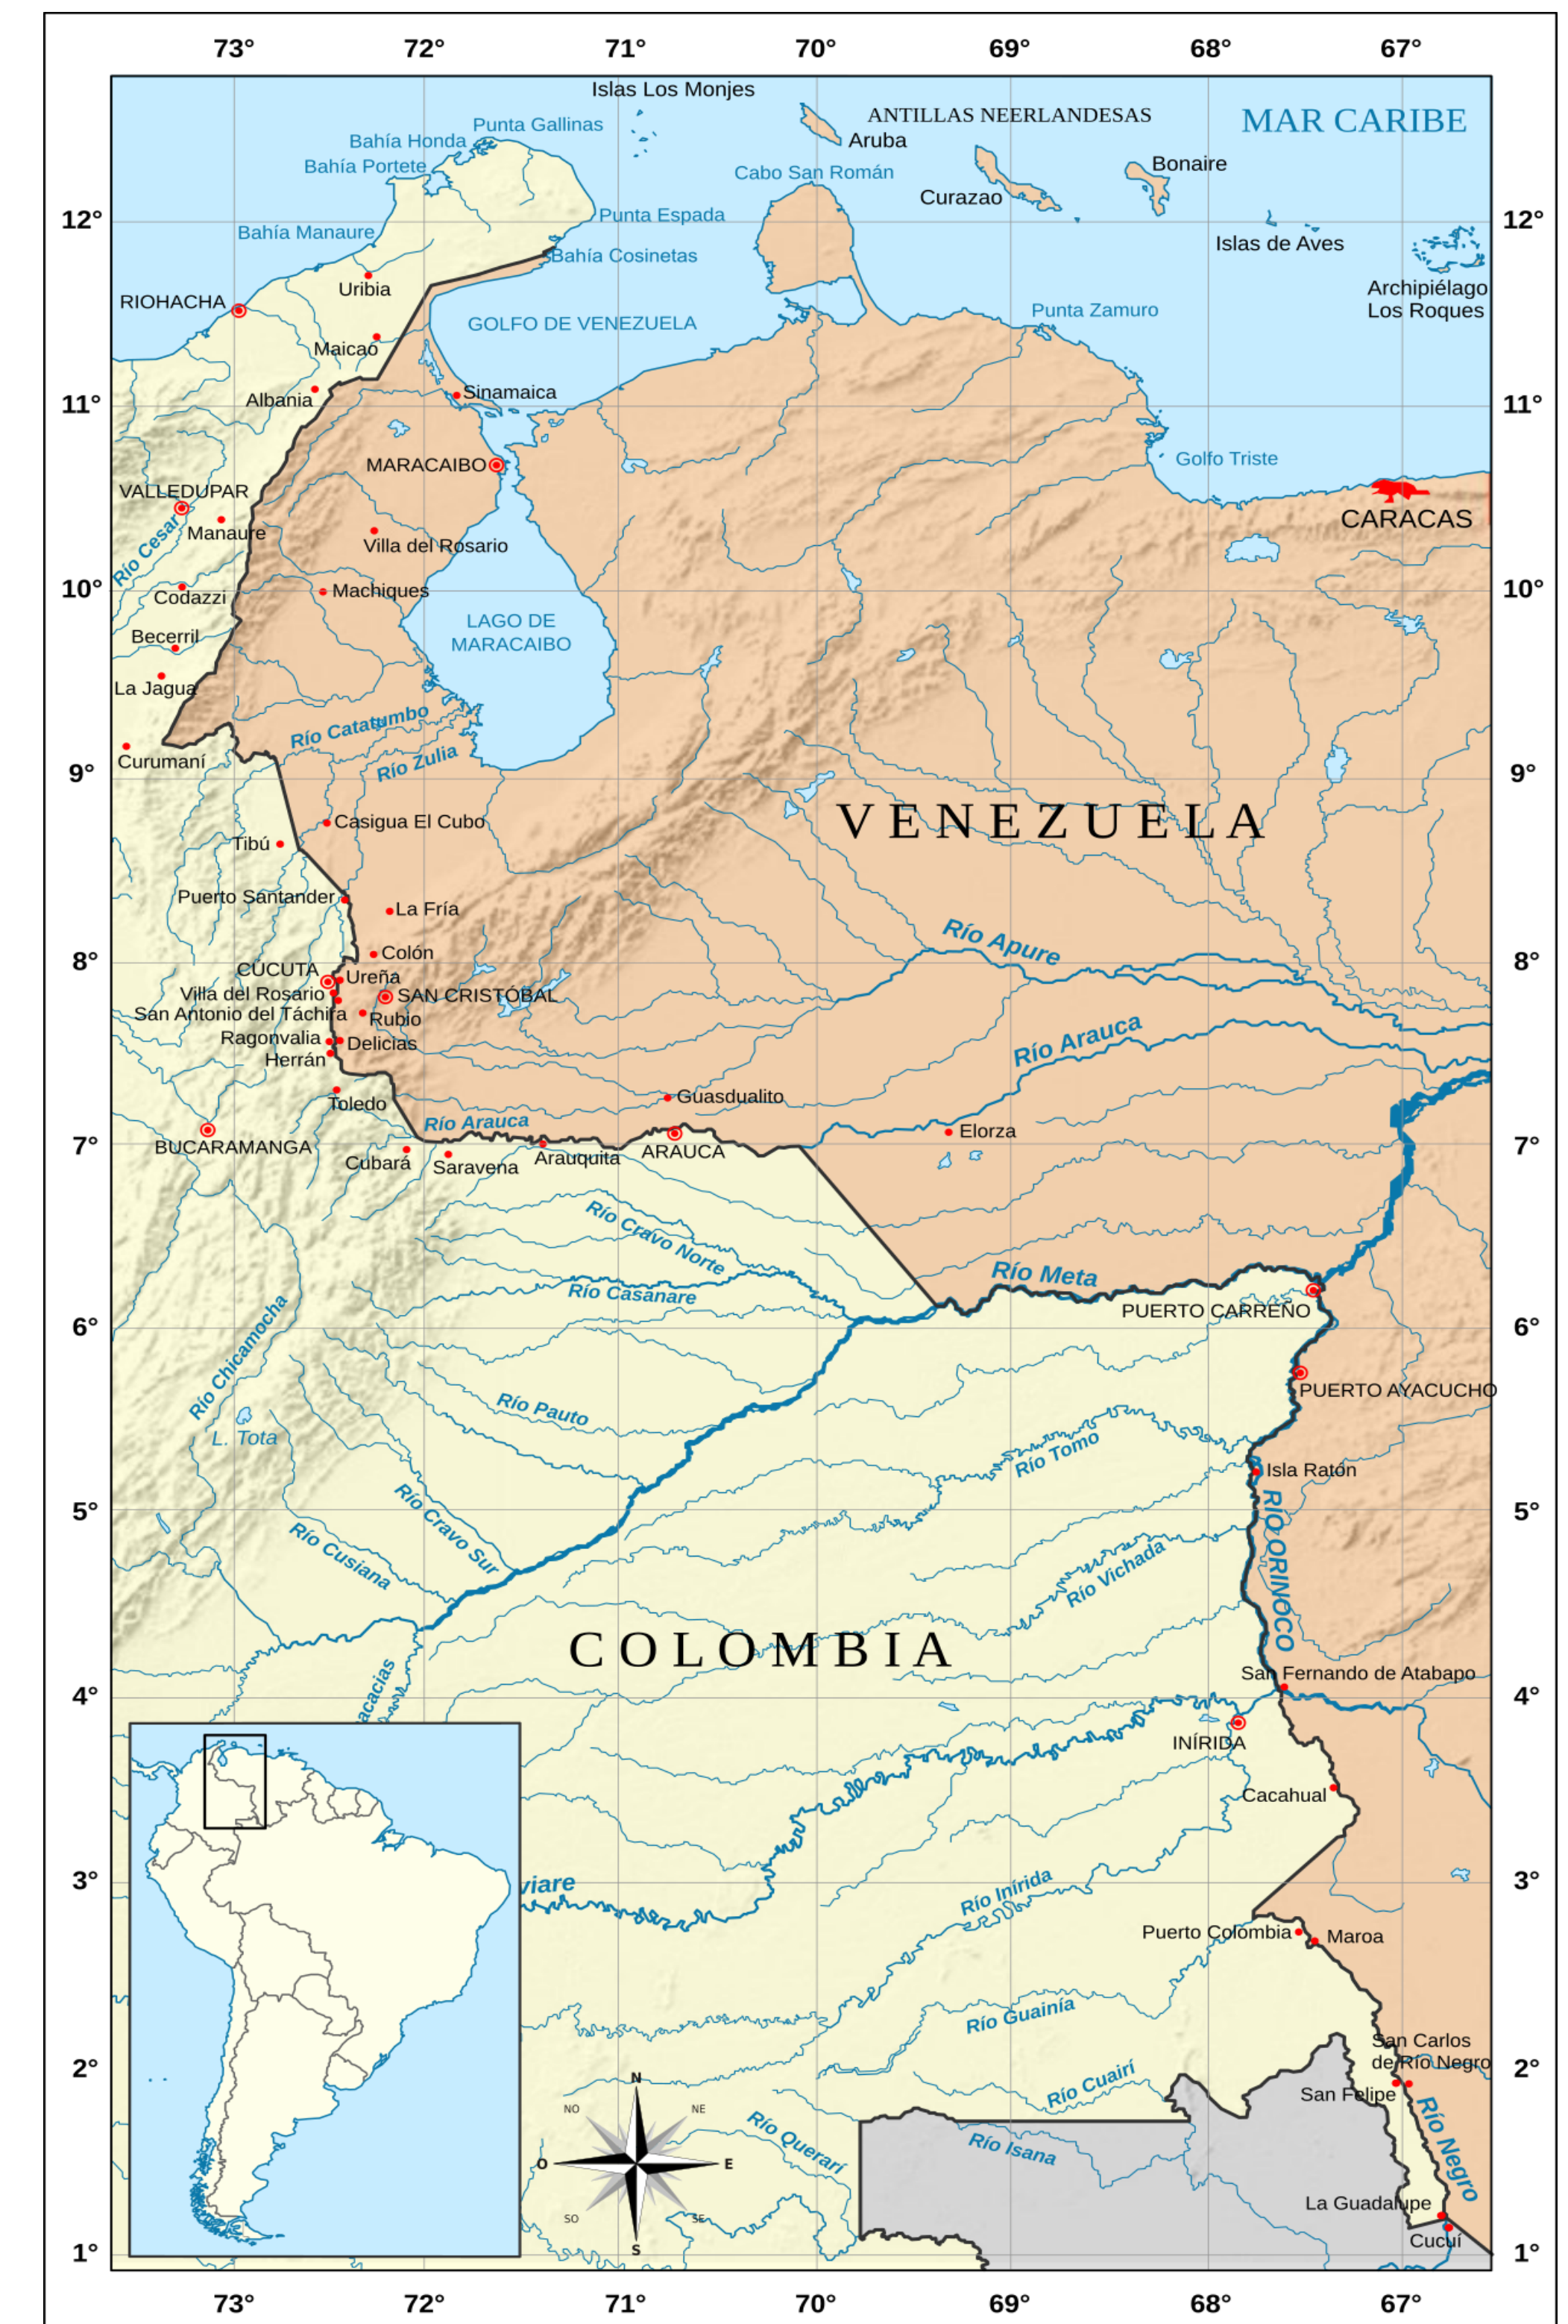 73° 72° 71° 70° 69° 68° 67°
Islas Los Monjes
ANTILLAS NEERLANDESAS
MAR CARIBE
Punta Gallinas
Bahía Honda
Aruba
Bahía Portete
Bonaire
Cabo San Román
Curazao
Punta Espada
12° 12°
Bahía Manaure
Islas de Aves
Bahía Cosinetas
Uribia
Archipiélago
Los Roques
RIOHACHA
Punta Zamuro
GOLFO DE VENEZUELA
Maicao
Sinamaica
Albania
11° 11°
Golfo Triste
MARACAIBO
VALLEDUPAR
CARACAS
Manaure
Río Cesar
Villa del Rosario
10° 10°
Machiques
Codazzi
LAGO DE
MARACAIBO
Becerril
La Jagua
Río Catatumbo
Curumaní
Río Zulia
9° 9°
VENEZUELA
Casigua El Cubo
Tibú
Puerto Santander
La Fría
Río Apure
Colón
8° 8°
CÚCUTA
Ureña
Villa del Rosario
SAN CRISTÓBAL
San Antonio del Táchira
Rubio
Río Arauca
Ragonvalia
Delicias
Herrán
Guasdualito
Toledo
Río Arauca
Elorza
BUCARAMANGA
7° 7°
ARAUCA
Arauquita
Cubará
Saravena
Río Cravo Norte
Río Meta
Río Casanare
PUERTO CARREÑO
6° 6°
Río Chicamocha
PUERTO AYACUCHO
Río Pauto
L. Tota
Río Tomo
Isla Ratón
5° 5°
Río Cravo Sur
RÍO ORINOCO
Río Cusiana
Río Vichada
COLOMBIA
San Fernando de Atabapo
acacias
4° 4°
INÍRIDA
Cacahual
3° 3°
viare
Río Inírida
Puerto Colombia
Maroa
Río Guainía
San Carlos
de Río Negro
2° 2°
Río Cuairí
San Felipe
N
NO NE
Río Querarí
Río Isana
Río Negro
O E
La Guadalupe
SO SE
S
Cucuí
1° 1°
73° 72° 71° 70° 69° 68° 67°